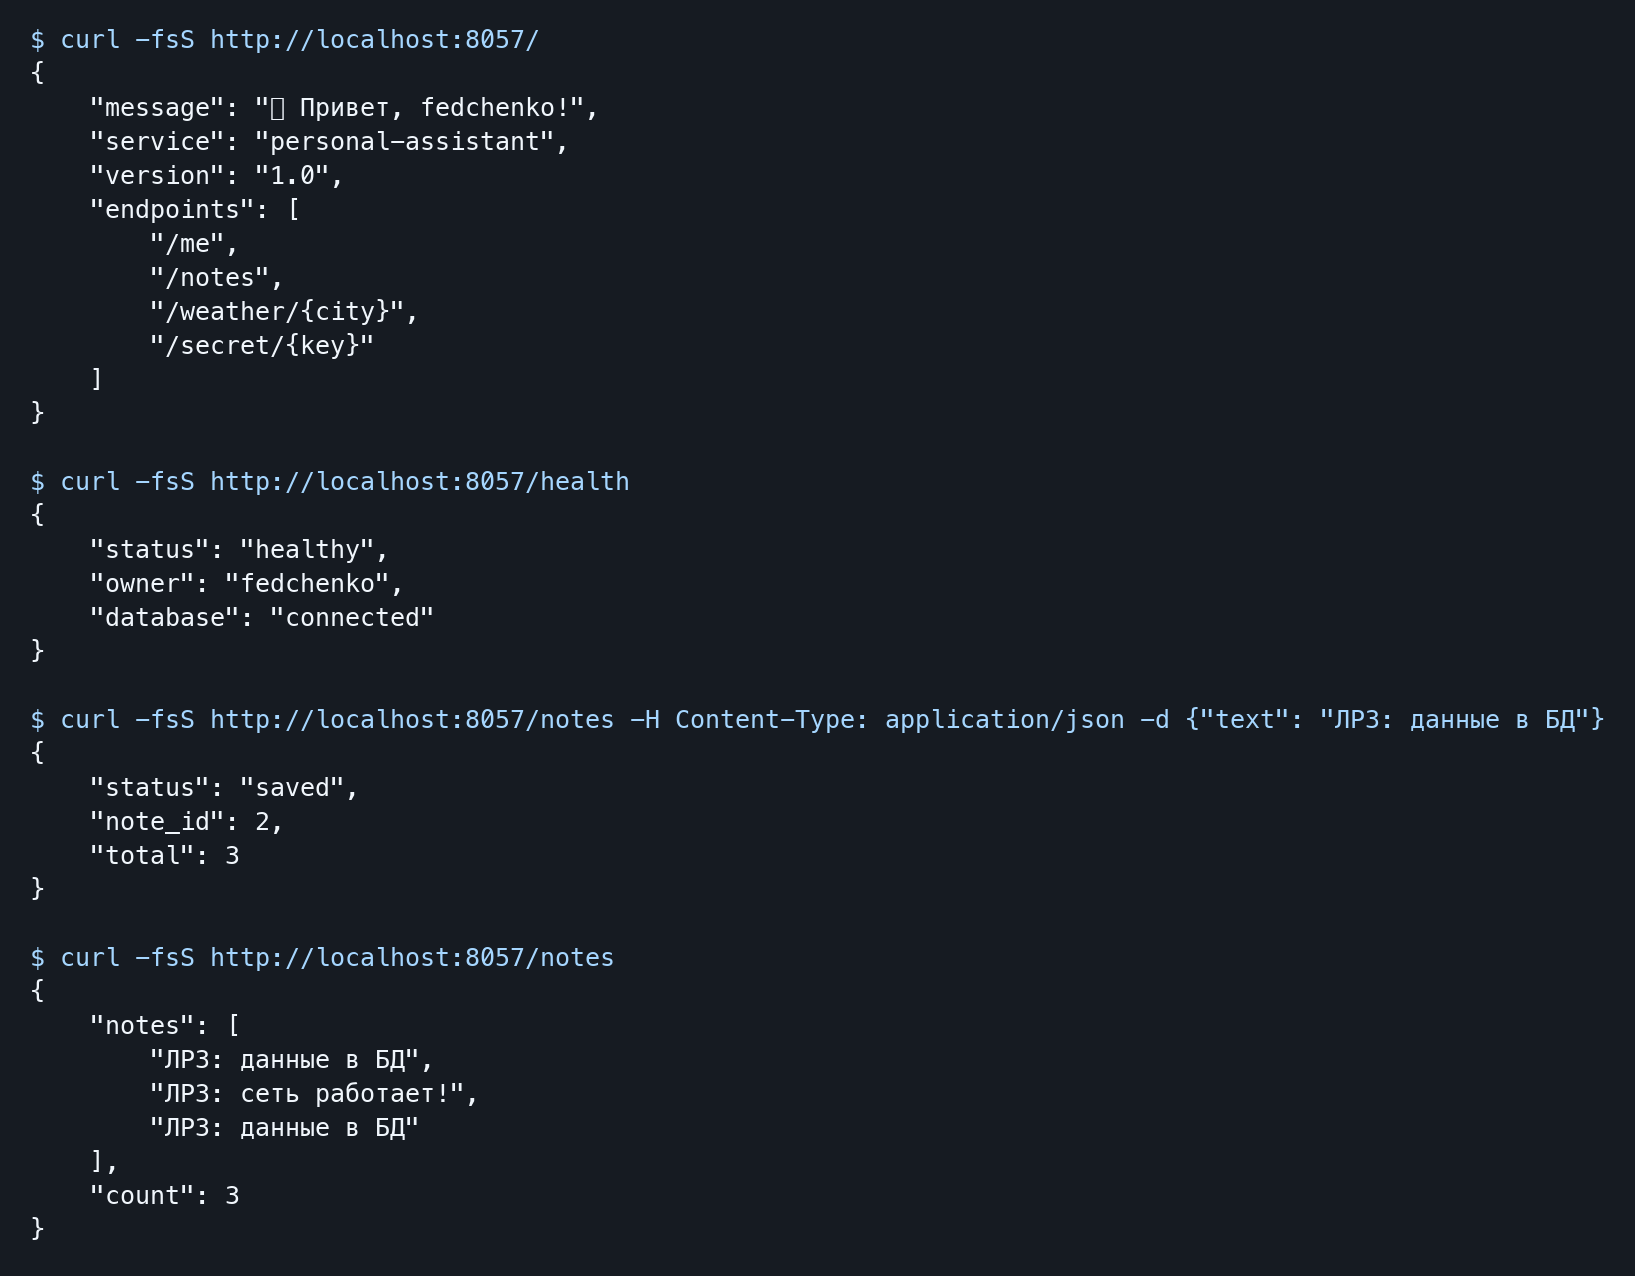 $ curl -fsS http://localhost:8057/
{
    "message": "▯ Привет, fedchenko!",
    "service": "personal-assistant",
    "version": "1.0",
    "endpoints": [
        "/me",
        "/notes",
        "/weather/{city}",
        "/secret/{key}"
    ]
}
$ curl -fsS http://localhost:8057/health
{
    "status": "healthy",
    "owner": "fedchenko",
    "database": "connected"
}
$ curl -fsS http://localhost:8057/notes -H Content-Type: application/json -d {"text": "ЛР3: данные в БД"}
{
    "status": "saved",
    "note_id": 2,
    "total": 3
}
$ curl -fsS http://localhost:8057/notes
{
    "notes": [
        "ЛР3: данные в БД",
        "ЛР3: сеть работает!",
        "ЛР3: данные в БД"
    ],
    "count": 3
}